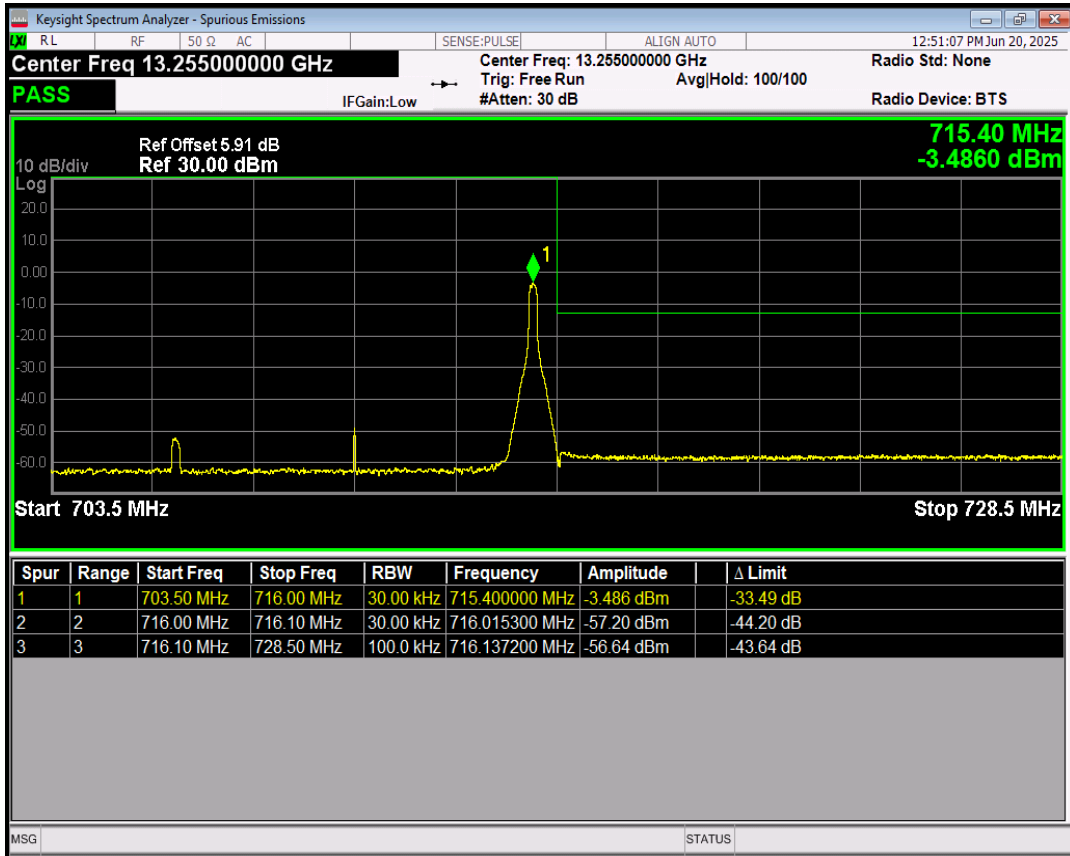 Keysight Spectrum Analyzer - Spurious Emissions
LXI RL RF 50 Ω AC SENSE:PULSE ALIGN AUTO 12:51:07 PM Jun 20, 2025
Center Freq 13.255000000 GHz Center Freq: 13.255000000 GHz Radio Std: None
Trig: Free Run Avg|Hold: 100/100
PASS IFGain:Low #Atten: 30 dB Radio Device: BTS
Ref Offset 5.91 dB 715.40 MHz
10 dB/div Ref 30.00 dBm -3.4860 dBm
Log
20.0
10.0
1
0.00
-10.0
-20.0
-30.0
-40.0
-50.0
-60.0
Start 703.5 MHz Stop 728.5 MHz
Spur Range Start Freq Stop Freq RBW Frequency Amplitude Δ Limit
1 1 703.50 MHz 716.00 MHz 30.00 kHz 715.400000 MHz -3.486 dBm -33.49 dB
2 2 716.00 MHz 716.10 MHz 30.00 kHz 716.015300 MHz -57.20 dBm -44.20 dB
3 3 716.10 MHz 728.50 MHz 100.0 kHz 716.137200 MHz -56.64 dBm -43.64 dB
MSG STATUS